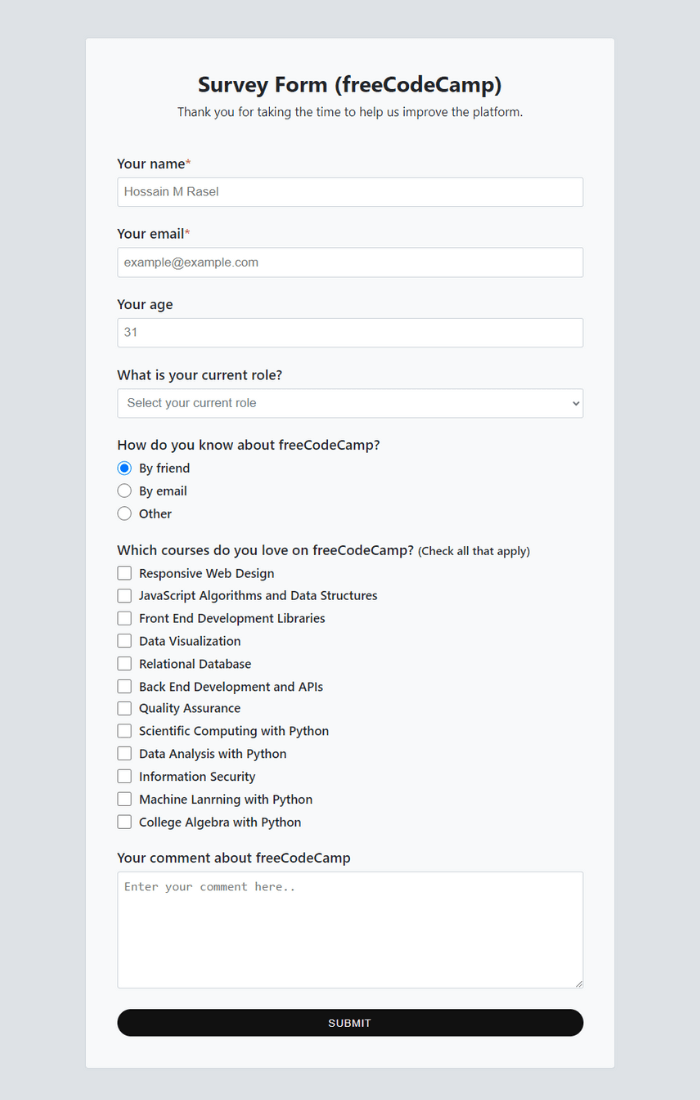 Survey Form (freeCodeCamp)
Thank you for taking the time to help us improve the platform.
Your name*
Hossain M Rasel
Your email*
example@example.com
Your age
31
What is your current role?
Select your current role
How do you know about freeCodeCamp?
By friend
By email
Other
Which courses do you love on freeCodeCamp? (Check all that apply)
Responsive Web Design
JavaScript Algorithms and Data Structures
Front End Development Libraries
Data Visualization
Relational Database
Back End Development and APIs
Quality Assurance
Scientific Computing with Python
Data Analysis with Python
Information Security
Machine Lanrning with Python
College Algebra with Python
Your comment about freeCodeCamp
Enter your comment here..
SUBMIT